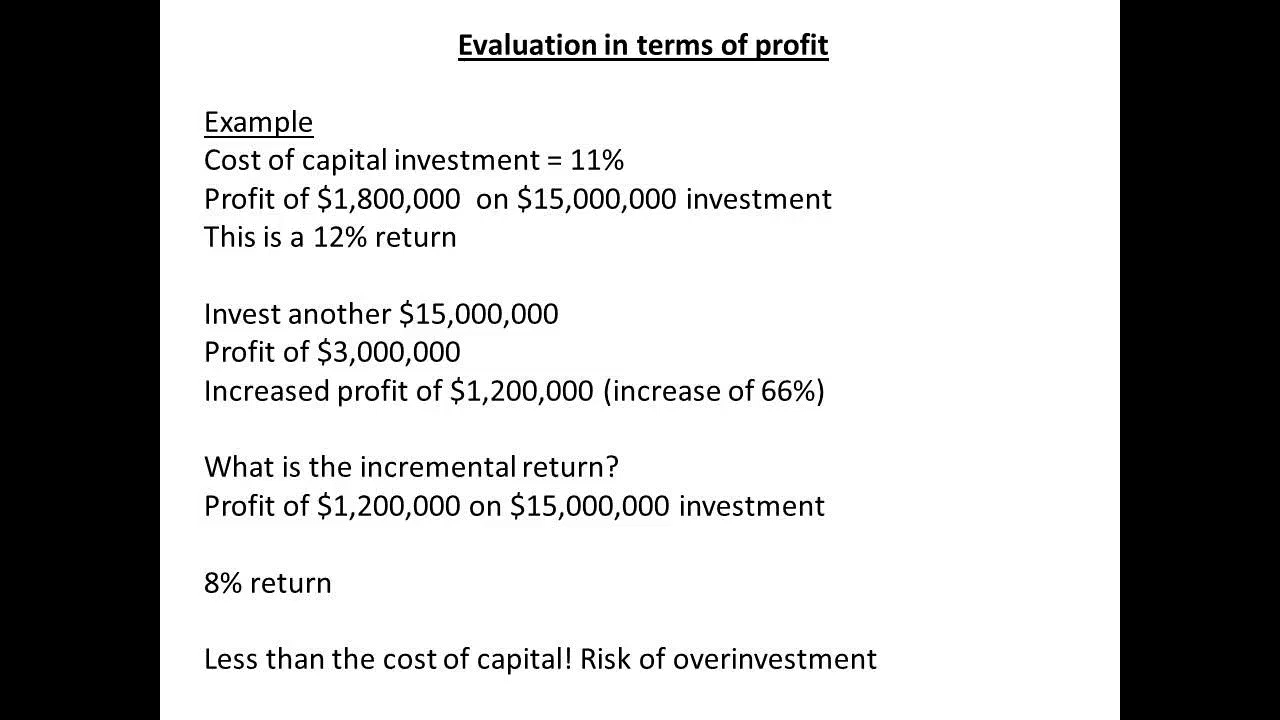 Evaluation in terms of profit
Example
Cost of capital investment = 11%
Profit of $1,800,000 on $15,000,000 investment
This is a 12% return
Invest another $15,000,000
Profit of $3,000,000
Increased profit of $1,200,000 (increase of 66%)
What is the incremental return?
Profit of $1,200,000 on $15,000,000 investment
8% return
Less than the cost of capital! Risk of overinvestment